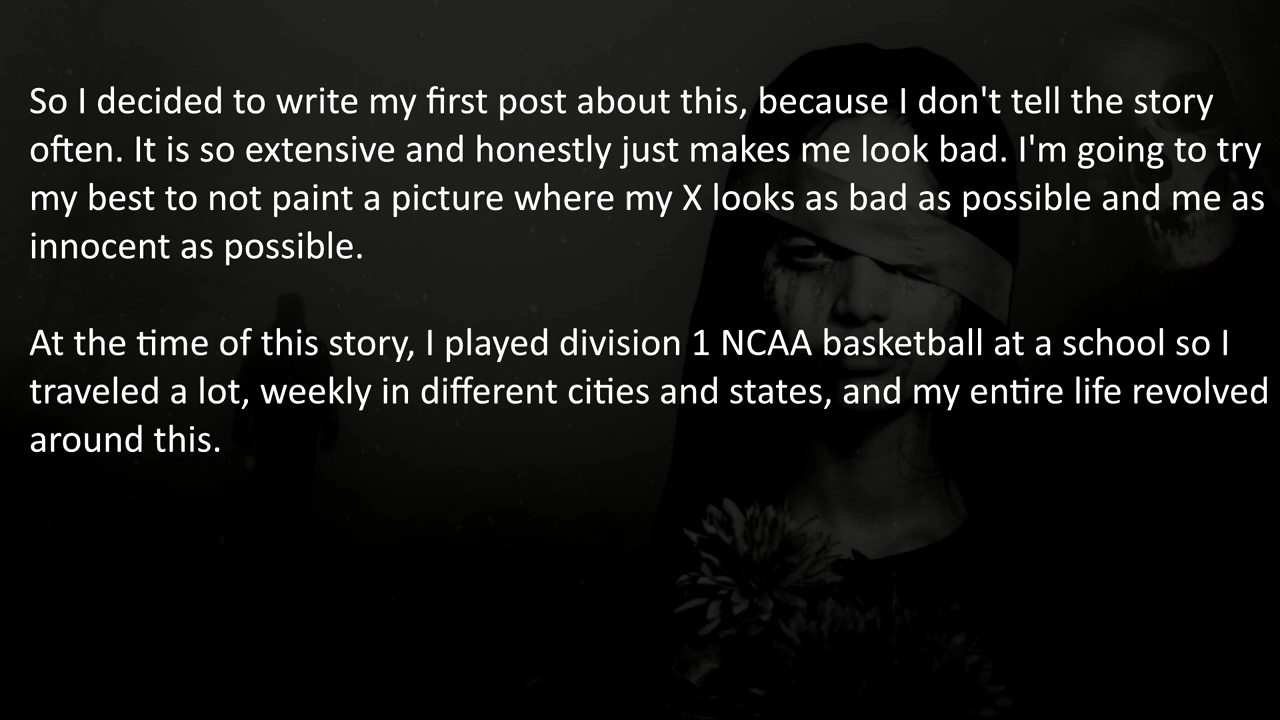 So I decided to write my first post about this, because I don't tell the story
often. It is so extensive and honestly just makes me look bad. I'm going to try
my best to not paint a picture where my X looks as bad as possible and me as
innocent as possible.
At the time of this story, I played division 1 NCAA basketball at a school so I
traveled a lot, weekly in different cities and states, and my entire life revolved
around this.